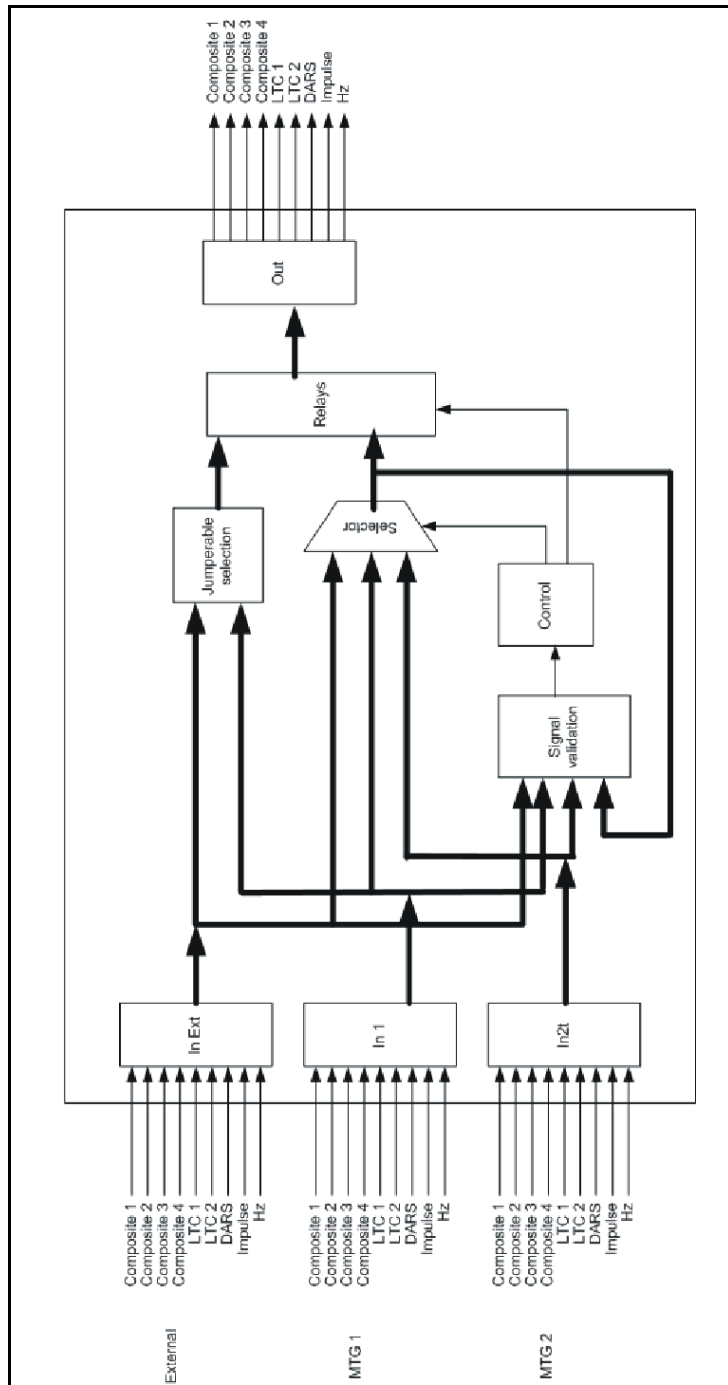 Composite 1
Composite 2
Composite 3
Composite 4
LTC 1
LTC 2
DARS
Impulse
Hz
Out
Relays
Jumperable
selection
Selector
Control
Signal
validation
In Ext
In 1
In2t
External
Composite 1
Composite 2
Composite 3
Composite 4
LTC 1
LTC 2
DARS
Impulse
Hz
MTG 1
Composite 1
Composite 2
Composite 3
Composite 4
LTC 1
LTC 2
DARS
Impulse
Hz
MTG 2
Composite 1
Composite 2
Composite 3
Composite 4
LTC 1
LTC 2
DARS
Impulse
Hz